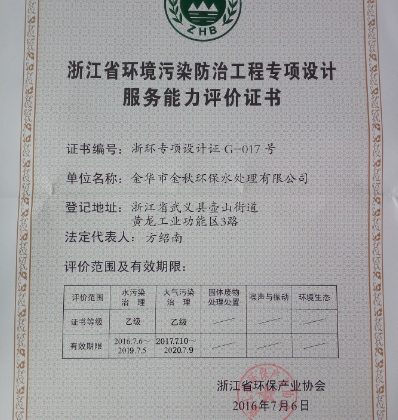 ZHB
浙江省环境污染防治工程专项设计
服务能力评价证书
证书编号：浙环专项设计证 G-017 号
单位名称：金华市金秋环保水处理有限公司
登记地址：浙江省武义县壶山街道
黄龙工业功能区3路
法定代表人：方绍南
评价范围及有效期限：
评价范围 水污染治理 大气污染治理 固体废物处理处置 噪声与振动 环境生态
证书等级 乙级 乙级
有效期限 2016.7.6~2019.7.5 2017.7.10~2020.7.9
浙江省环保产业协会
2016年7月6日